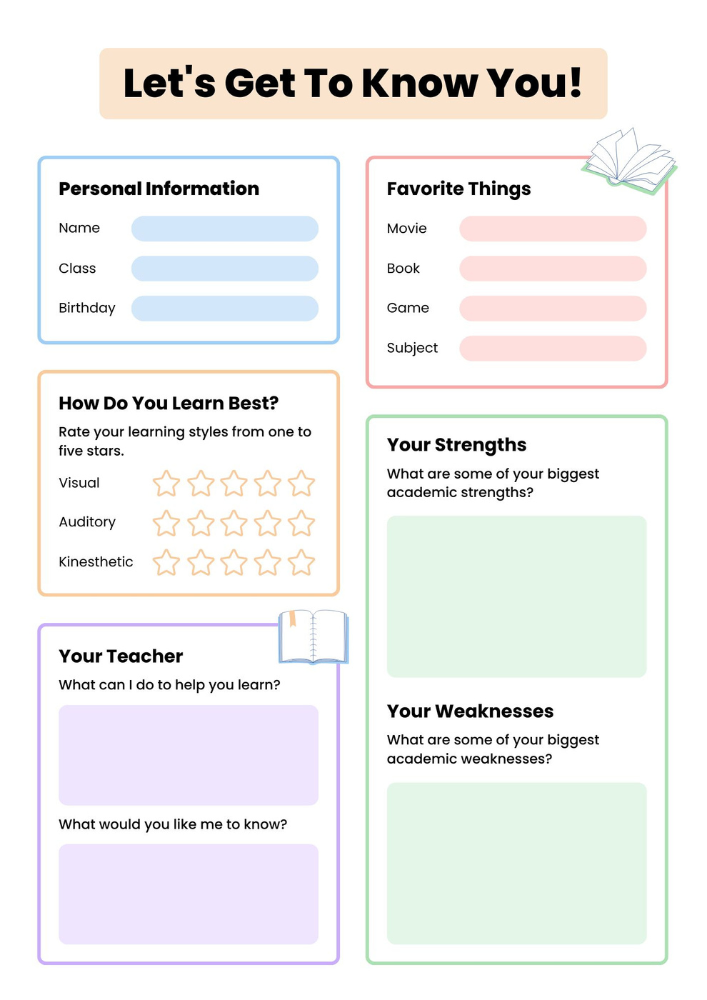 Let's Get To Know You!
Personal Information
Name
Class
Birthday
How Do You Learn Best?
Rate your learning styles from one to
five stars.
Visual
Auditory
Kinesthetic
Your Teacher
What can I do to help you learn?
What would you like me to know?
Favorite Things
Movie
Book
Game
Subject
Your Strengths
What are some of your biggest
academic strengths?
Your Weaknesses
What are some of your biggest
academic weaknesses?